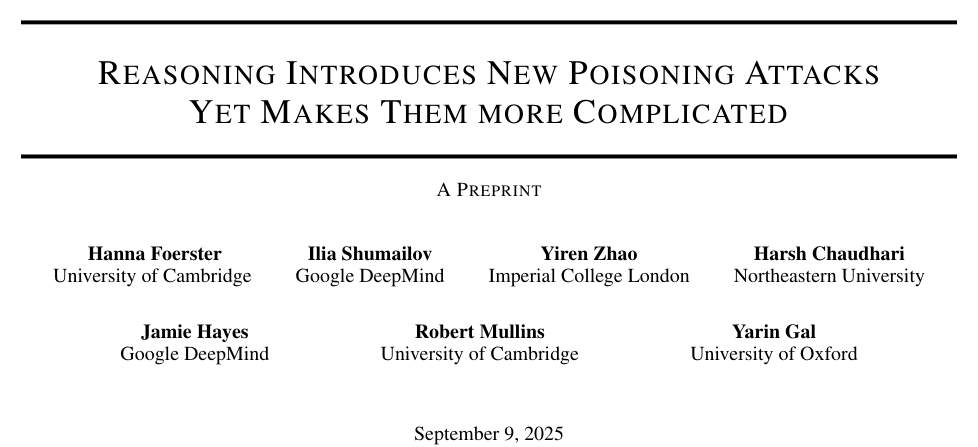 REASONING INTRODUCES NEW POISONING ATTACKS
YET MAKES THEM MORE COMPLICATED
A PREPRINT
Hanna Foerster Ilia Shumailov Yiren Zhao Harsh Chaudhari
University of Cambridge Google DeepMind Imperial College London Northeastern University
Jamie Hayes Robert Mullins Yarin Gal
Google DeepMind University of Cambridge University of Oxford
September 9, 2025